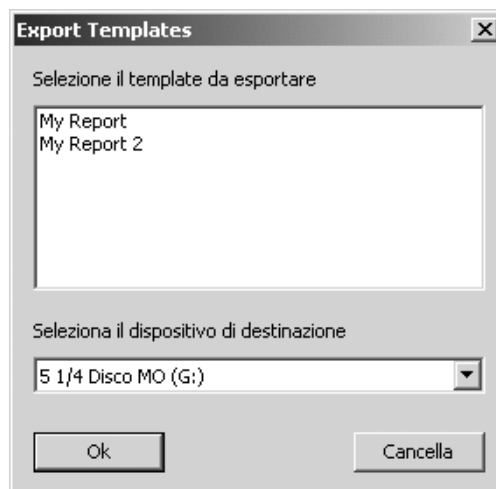 Export Templates
Selezione il template da esportare
My Report
My Report 2
Seleziona il dispositivo di destinazione
5 1/4 Disco MO (G:)
Ok
Cancella